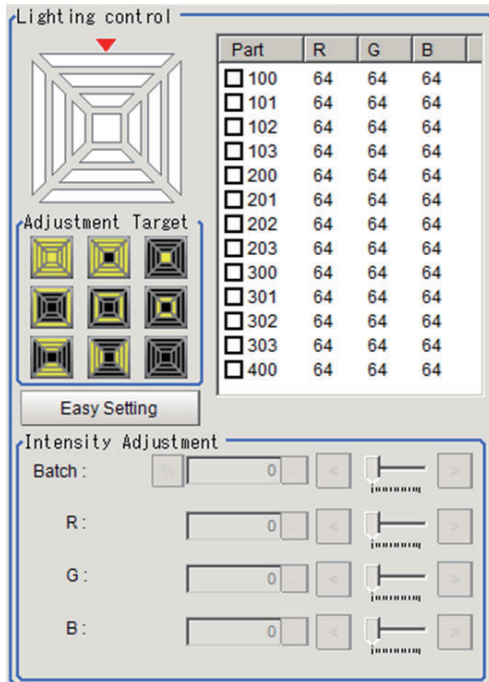 Lighting control
Part R G B
100 64 64 64
101 64 64 64
102 64 64 64
103 64 64 64
200 64 64 64
201 64 64 64
202 64 64 64
203 64 64 64
300 64 64 64
301 64 64 64
302 64 64 64
303 64 64 64
400 64 64 64
Adjustment Target
Easy Setting
Intensity Adjustment
Batch : % 0 ... < >
R : 0 ... < >
G : 0 ... < >
B : 0 ... < >